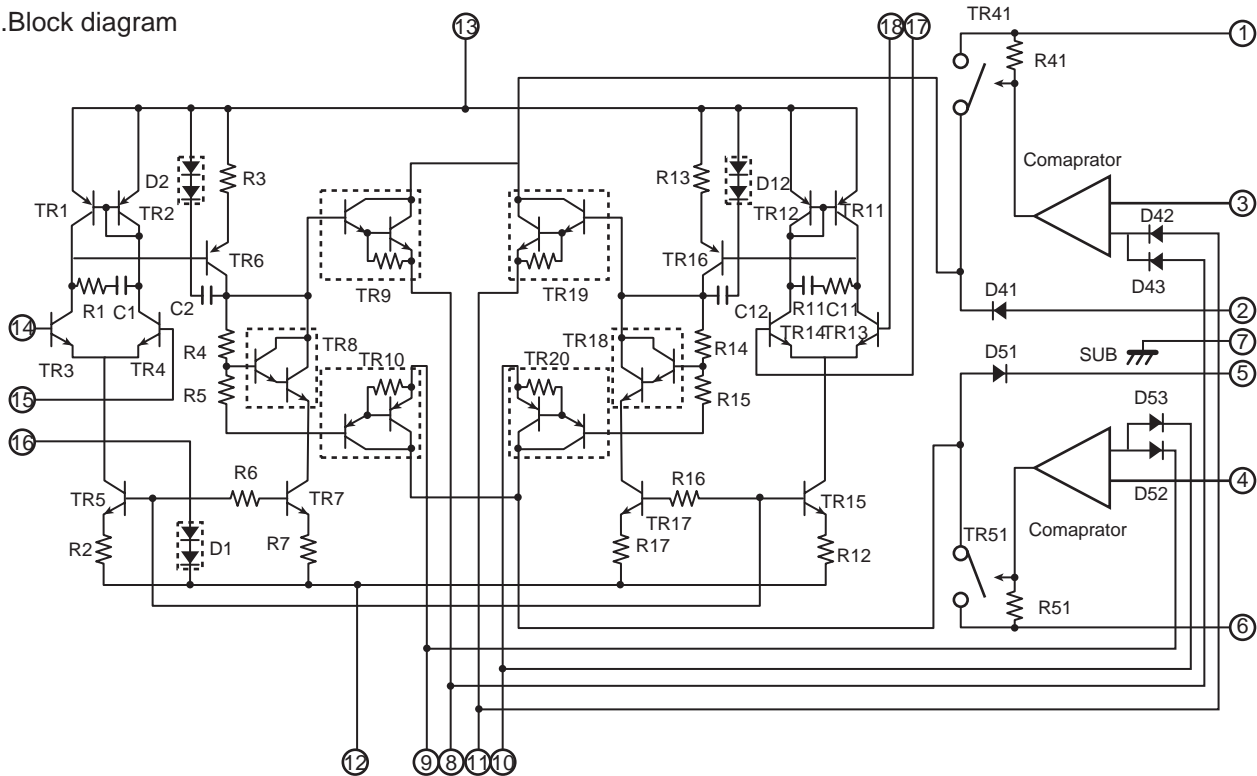 .Block diagram
13
18
17
TR41
1
R41
D2
R3
R13
D12
Comaprator
TR1
TR2
TR12
TR11
3
D42
TR6
TR16
D43
R1
C1
C2
TR9
TR19
C12
R11
C11
D41
2
14
TR3
TR4
R4
TR8
TR10
TR20
TR18
R14
TR14
TR13
SUB
7
D51
5
R5
R15
15
D53
16
R6
R16
4
TR5
TR7
TR17
TR15
D52
R2
D1
R7
R17
R12
TR51
Comaprator
R51
6
12
9
8
11
10